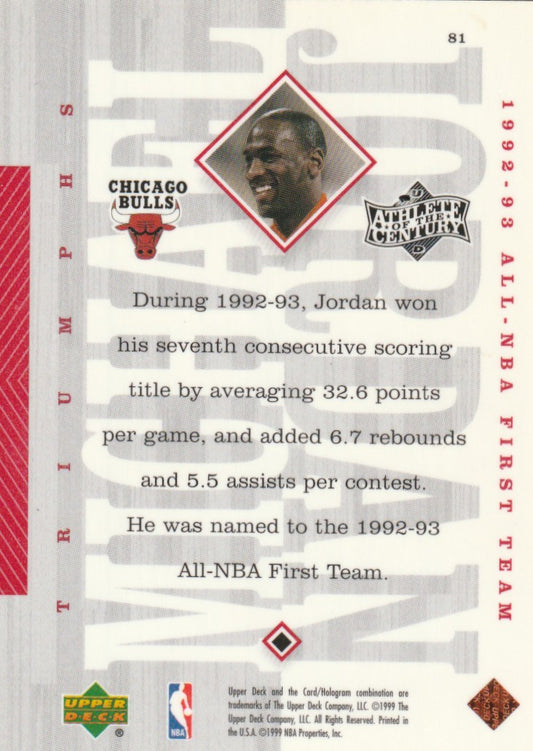 81
MICHAEL
JORDAN
TRIUMPHS
1992-93 ALL-NBA FIRST TEAM
CHICAGO
BULLS
U
ATHLETE
OF THE
CENTURY
D
During 1992-93, Jordan won
his seventh consecutive scoring
title by averaging 32.6 points
per game, and added 6.7 rebounds
and 5.5 assists per contest.
He was named to the 1992-93
All-NBA First Team.
UPPER
DECK
®
NBA
Upper Deck and the Card/Hologram combination are
trademarks of The Upper Deck Company, LLC. ©1999 The
Upper Deck Company, LLC. All Rights Reserved. Printed in
the U.S.A. ©1999 NBA Properties, Inc.